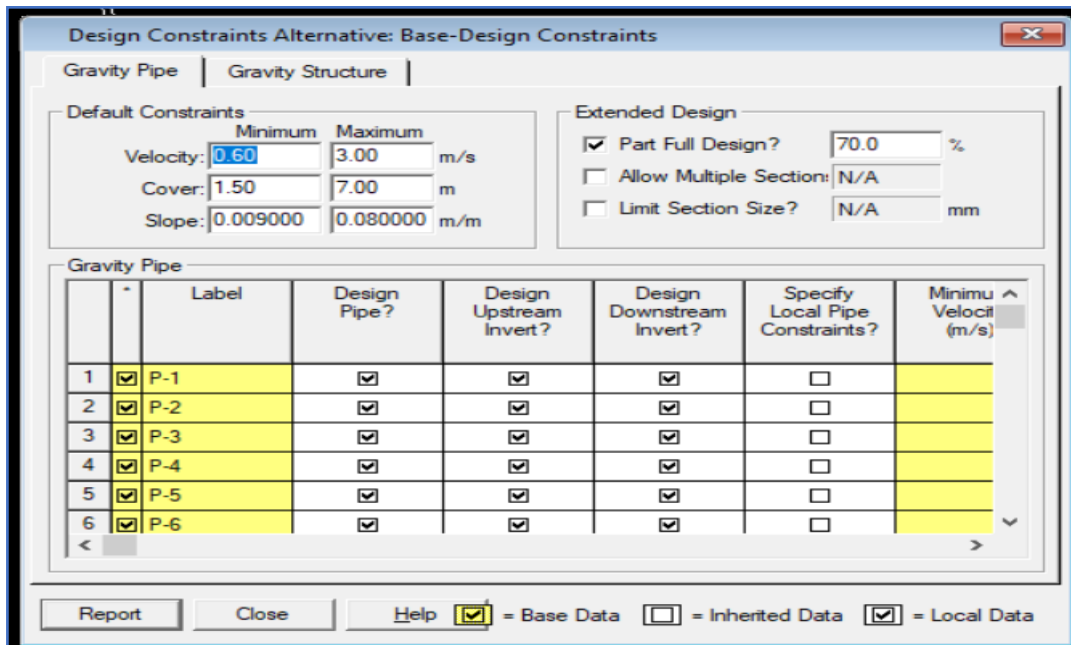 Design Constraints Alternative: Base-Design Constraints
Gravity Pipe Gravity Structure
Default Constraints
Minimum Maximum
Velocity: 0.60 3.00 m/s
Cover: 1.50 7.00 m
Slope: 0.009000 0.080000 m/m
Extended Design
Part Full Design? 70.0 %
Allow Multiple Section: N/A
Limit Section Size? N/A mm
Gravity Pipe
* Label Design Pipe? Design Upstream Invert? Design Downstream Invert? Specify Local Pipe Constraints? Minimu Velocit (m/s)
1 P-1
2 P-2
3 P-3
4 P-4
5 P-5
6 P-6
Report Close Help = Base Data = Inherited Data = Local Data